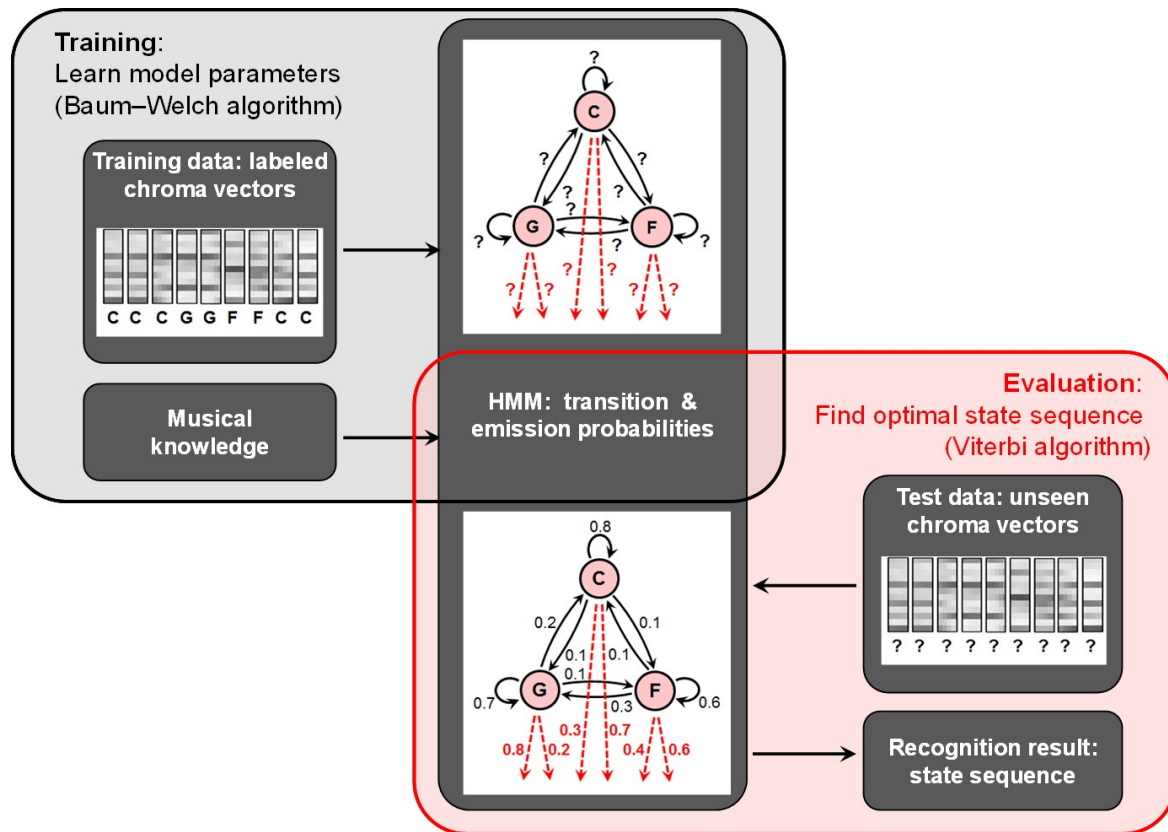 Training:
Learn model parameters
(Baum–Welch algorithm)
Training data: labeled
chroma vectors
C C C G G F F C C
Musical
knowledge
?
C
? ?
? ?
?
G F
? ? ?
? ?
? ? ? ?
HMM: transition &
emission probabilities
Evaluation:
Find optimal state sequence
(Viterbi algorithm)
Test data: unseen
chroma vectors
? ? ? ? ? ? ? ? ?
0.8
C
0.2 0.1
0.1 0.1
0.1
G F
0.7 0.3 0.6
0.3 0.7
0.8 0.2 0.4 0.6
Recognition result:
state sequence